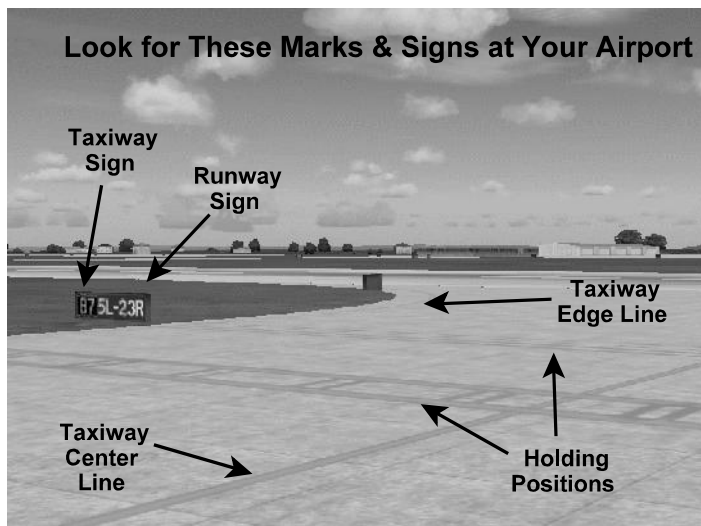 Look for These Marks & Signs at Your Airport
Taxiway
Sign
Runway
Sign
5L-23R
Taxiway
Edge Line
Taxiway
Center
Line
Holding
Positions